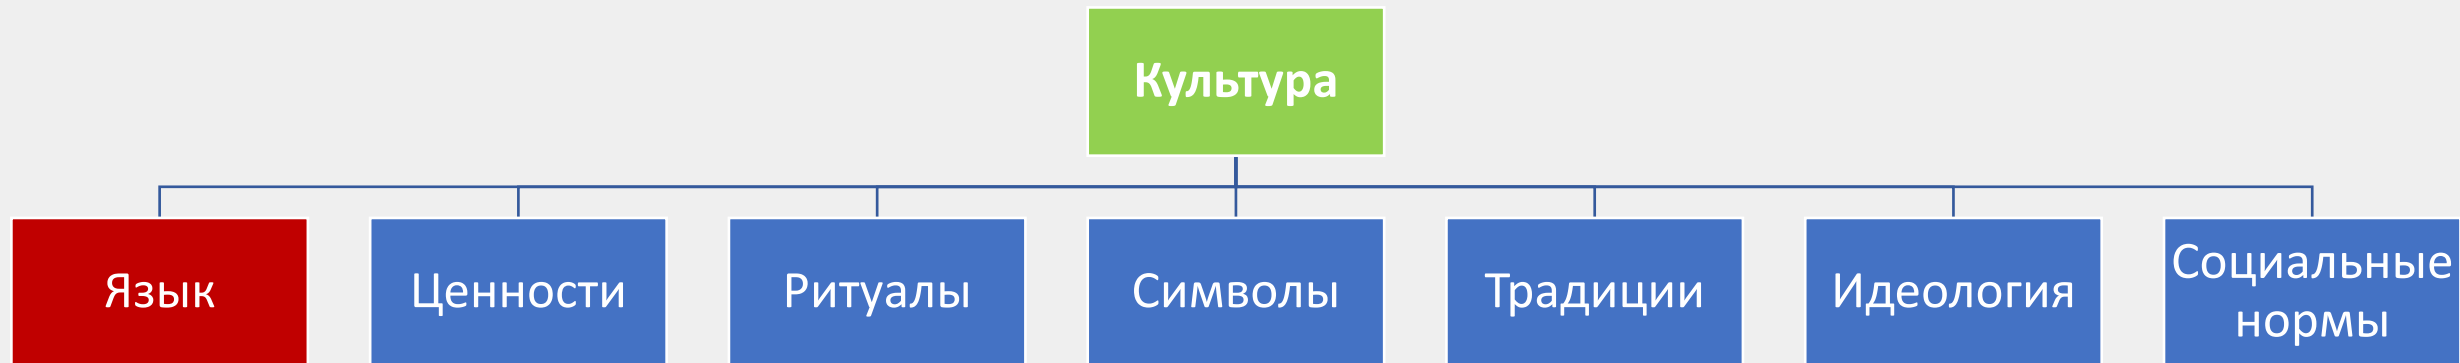 Культура
Язык
Ценности
Ритуалы
Символы
Традиции
Идеология
Социальные
нормы